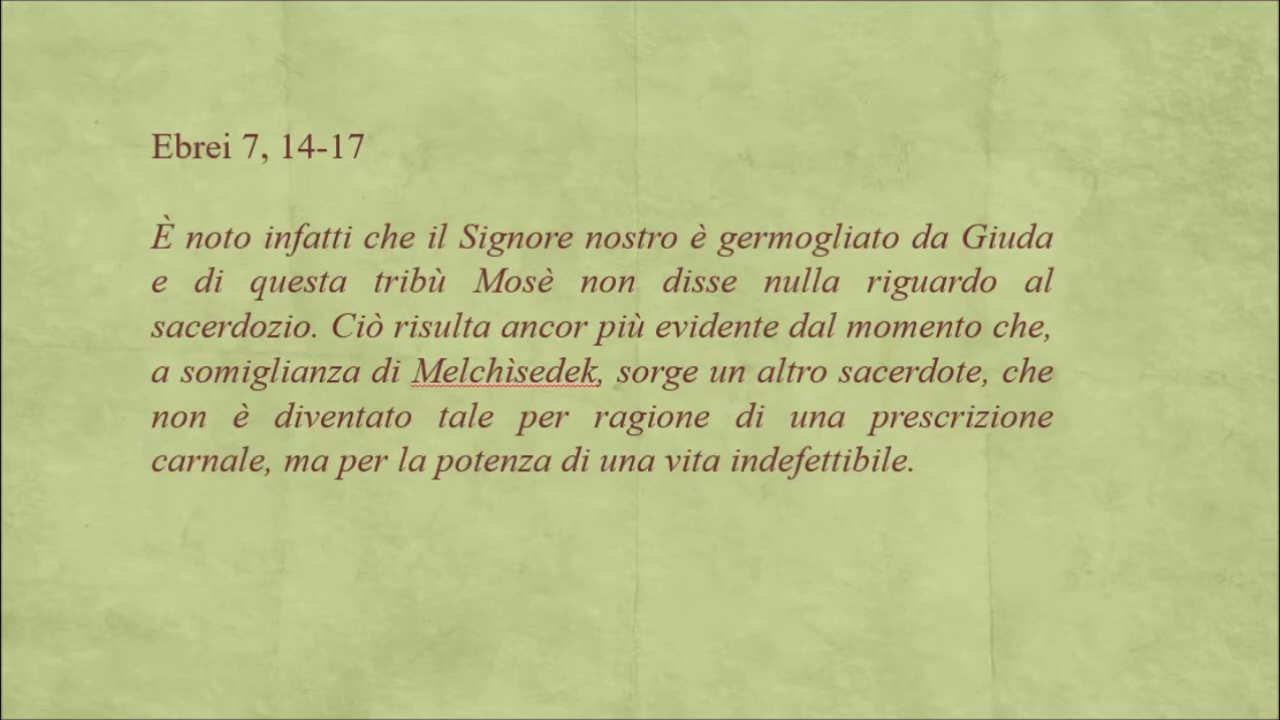 Ebrei 7, 14-17
È noto infatti che il Signore nostro è germogliato da Giuda
e di questa tribù Mosè non disse nulla riguardo al
sacerdozio. Ciò risulta ancor più evidente dal momento che,
a somiglianza di Melchìsedek, sorge un altro sacerdote, che
non è diventato tale per ragione di una prescrizione
carnale, ma per la potenza di una vita indefettibile.